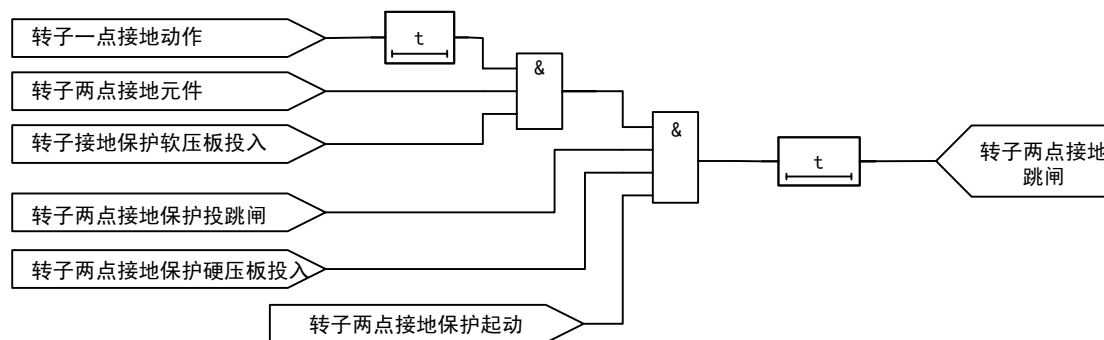 转子一点接地动作
t
&
转子两点接地元件
转子接地保护软压板投入
&
t
转子两点接地
跳闸
转子两点接地保护投跳闸
转子两点接地保护硬压板投入
转子两点接地保护起动